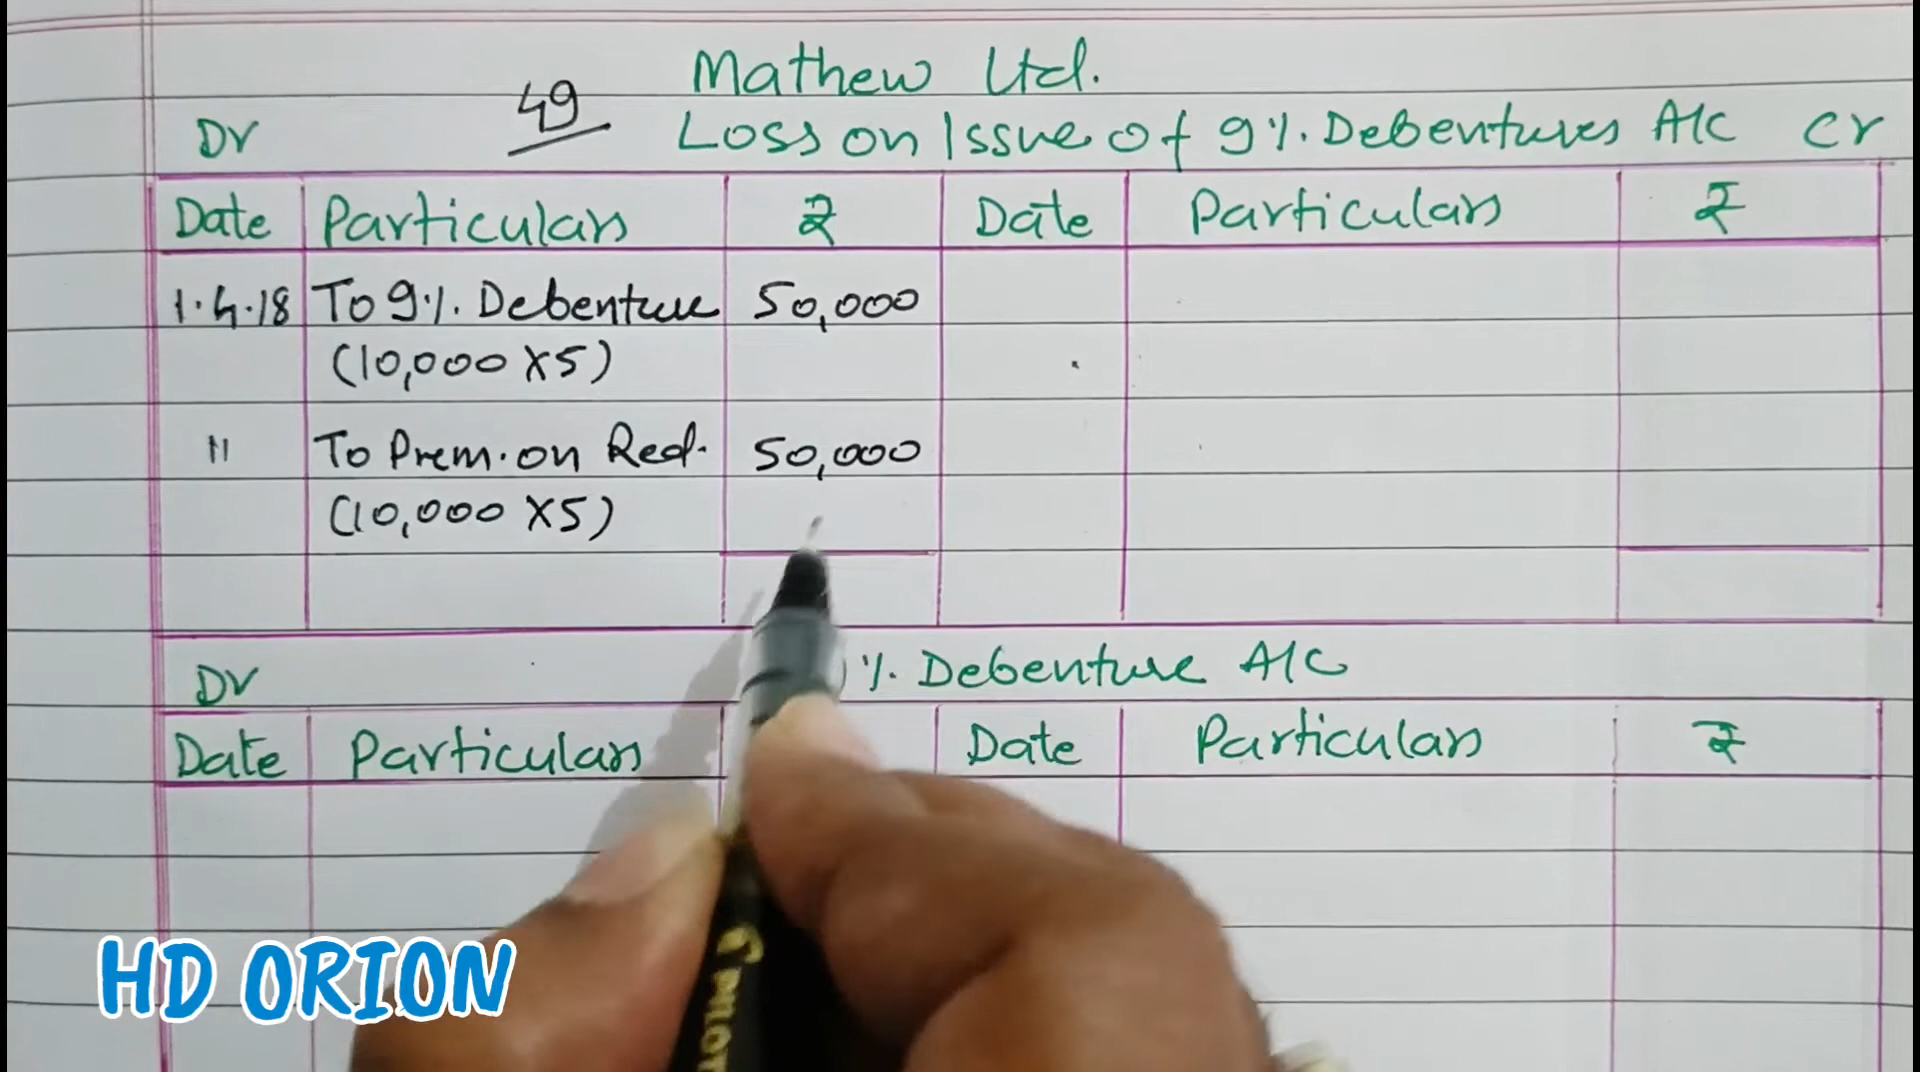 Mathew Ltd.
49
Dr Loss on Issue of 9%. Debentures A/c Cr
Date Particulars ₹ Date Particulars ₹
1.4.18 To 9%. Debenture 50,000
(10,000 X5)
" To Prem. on Red. 50,000
(10,000 X5)
Dr %. Debenture A/c
Date Particulars Date Particulars ₹
HD ORION
PILOT